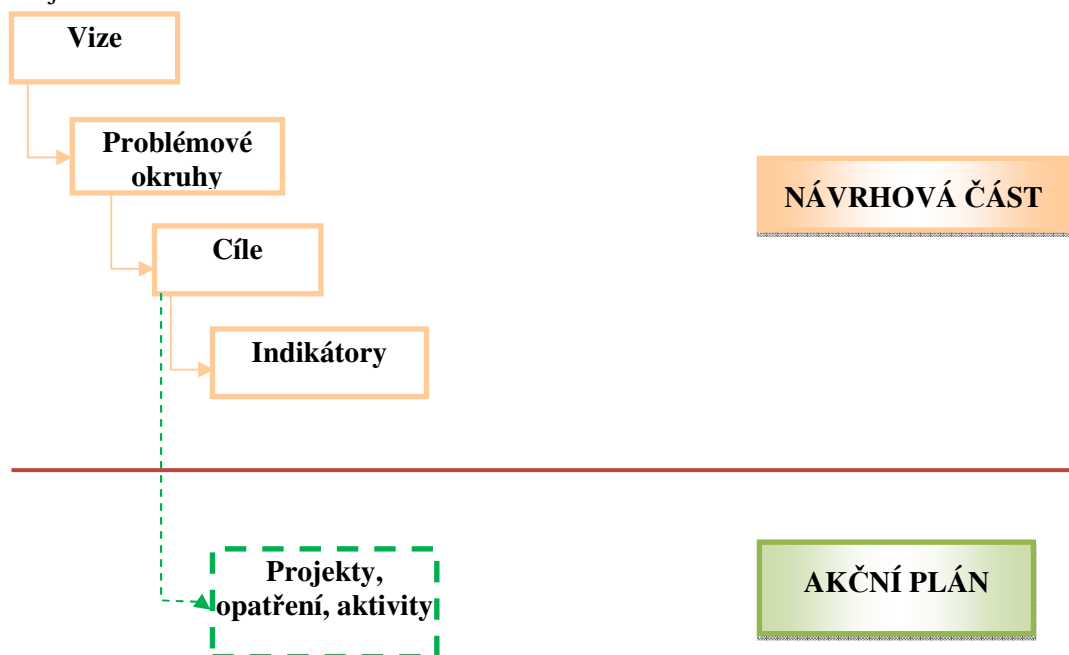 Vize
Problémové
okruhy
NÁVRHOVÁ ČÁST
Cíle
Indikátory
Projekty,
opatření, aktivity
AKČNÍ PLÁN